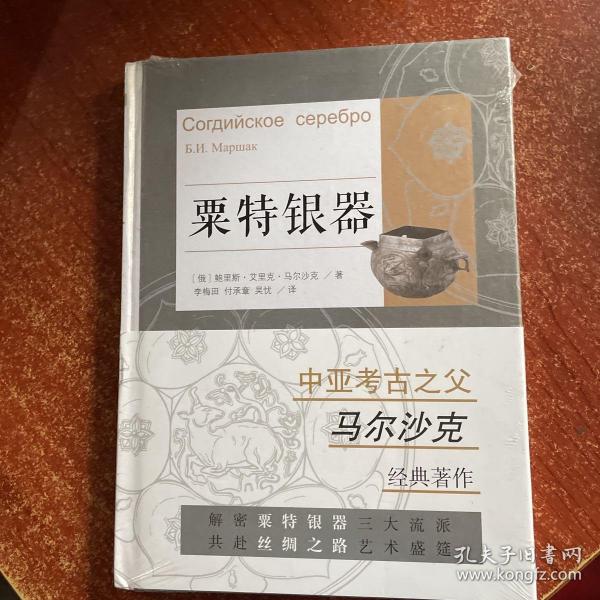 Согдийское серебро
Б.И. Маршак
粟特银器
［俄］鲍里斯·艾里克·马尔沙克／著
李梅田 付承章 吴忧／译
中亚考古之父
马尔沙克
经典著作
解密粟特银器三大流派
共赴丝绸之路艺术盛筵
孔夫子旧书网
www.kongfz.com